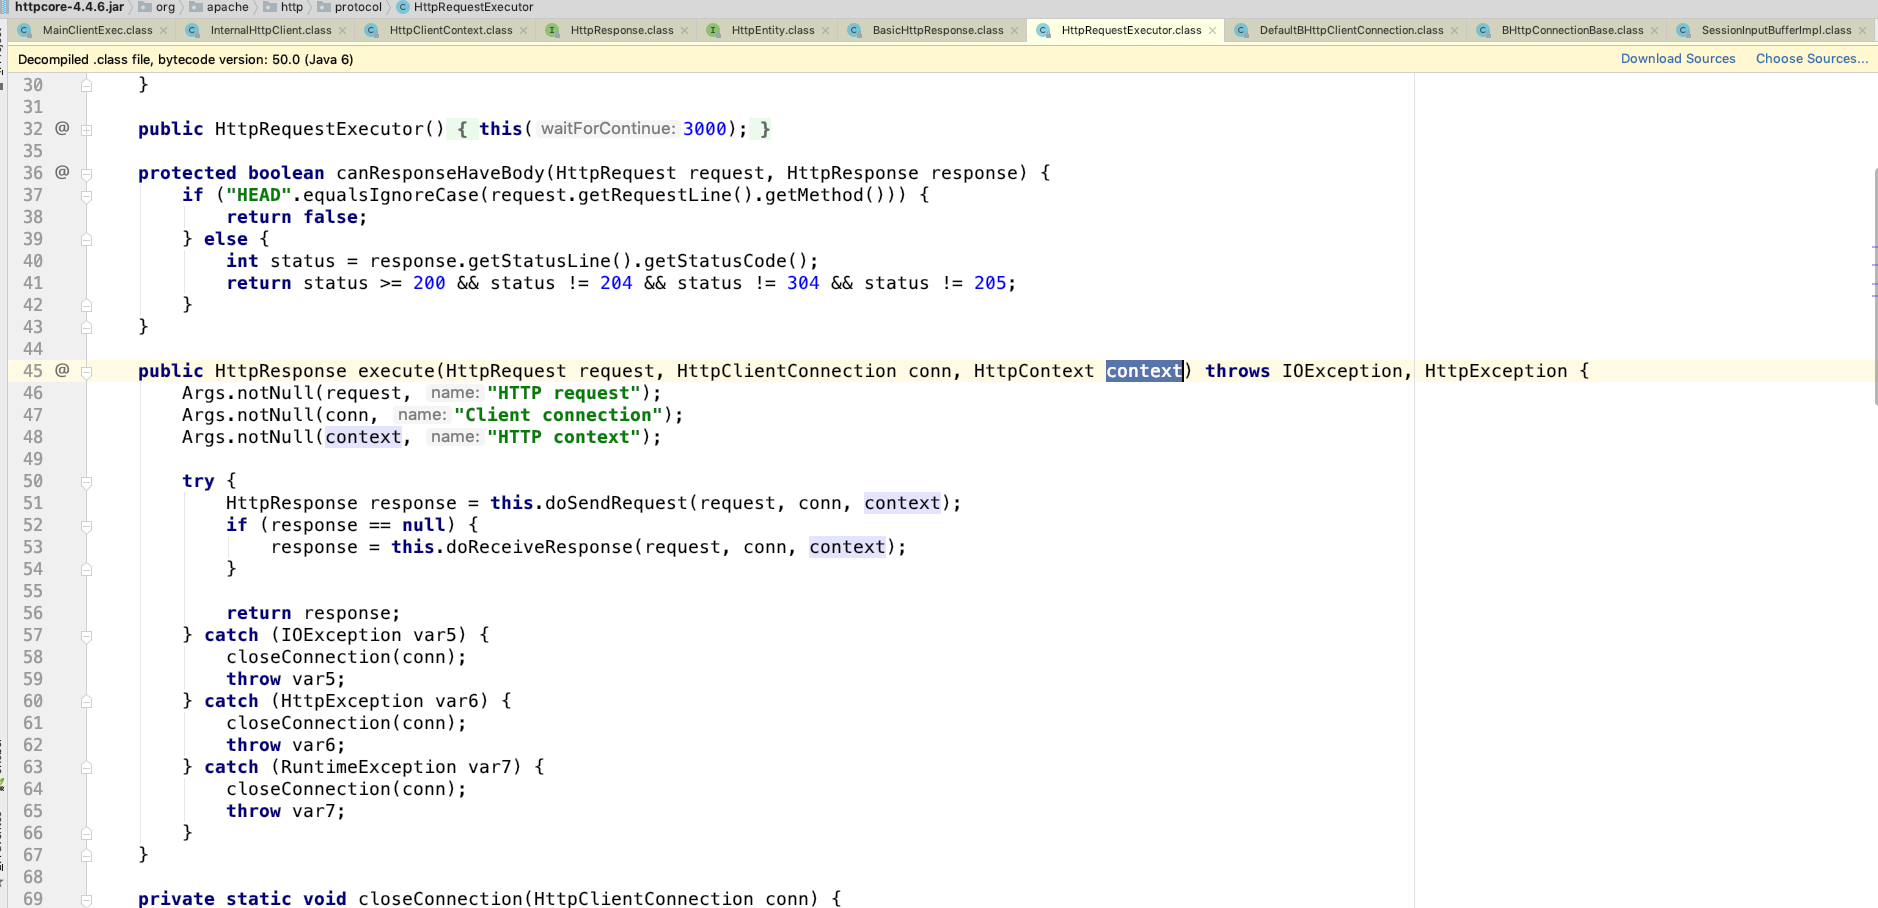 httpcore-4.4.6.jar org apache http protocol HttpRequestExecutor
MainClientExec.class InternalHttpClient.class HttpClientContext.class HttpResponse.class HttpEntity.class BasicHttpResponse.class HttpRequestExecutor.class DefaultBHttpClientConnection.class BHttpConnectionBase.class SessionInputBufferImpl.class
Decompiled .class file, bytecode version: 50.0 (Java 6) Download Sources Choose Sources...
30 }
31
32 @ public HttpRequestExecutor() { this( waitForContinue: 3000); }
35
36 @ protected boolean canResponseHaveBody(HttpRequest request, HttpResponse response) {
37 if ("HEAD".equalsIgnoreCase(request.getRequestLine().getMethod())) {
38 return false;
39 } else {
40 int status = response.getStatusLine().getStatusCode();
41 return status >= 200 && status != 204 && status != 304 && status != 205;
42 }
43 }
44
45 @ public HttpResponse execute(HttpRequest request, HttpClientConnection conn, HttpContext context) throws IOException, HttpException {
46 Args.notNull(request, name: "HTTP request");
47 Args.notNull(conn, name: "Client connection");
48 Args.notNull(context, name: "HTTP context");
49
50 try {
51 HttpResponse response = this.doSendRequest(request, conn, context);
52 if (response == null) {
53 response = this.doReceiveResponse(request, conn, context);
54 }
55
56 return response;
57 } catch (IOException var5) {
58 closeConnection(conn);
59 throw var5;
60 } catch (HttpException var6) {
61 closeConnection(conn);
62 throw var6;
63 } catch (RuntimeException var7) {
64 closeConnection(conn);
65 throw var7;
66 }
67 }
68
69 private static void closeConnection(HttpClientConnection conn) {